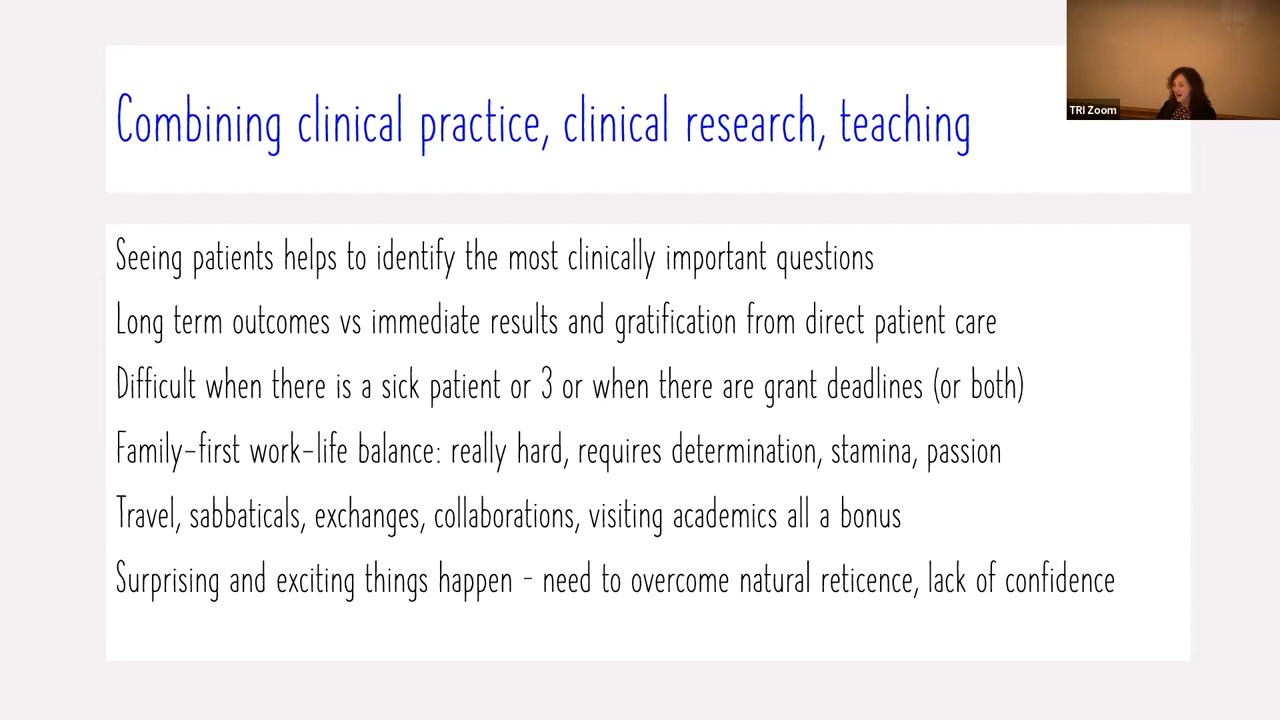 Combining clinical practice, clinical research, teaching
TRI Zoom
Seeing patients helps to identify the most clinically important questions
Long term outcomes vs immediate results and gratification from direct patient care
Difficult when there is a sick patient or 3 or when there are grant deadlines (or both)
Family-first work-life balance: really hard, requires determination, stamina, passion
Travel, sabbaticals, exchanges, collaborations, visiting academics all a bonus
Surprising and exciting things happen - need to overcome natural reticence, lack of confidence